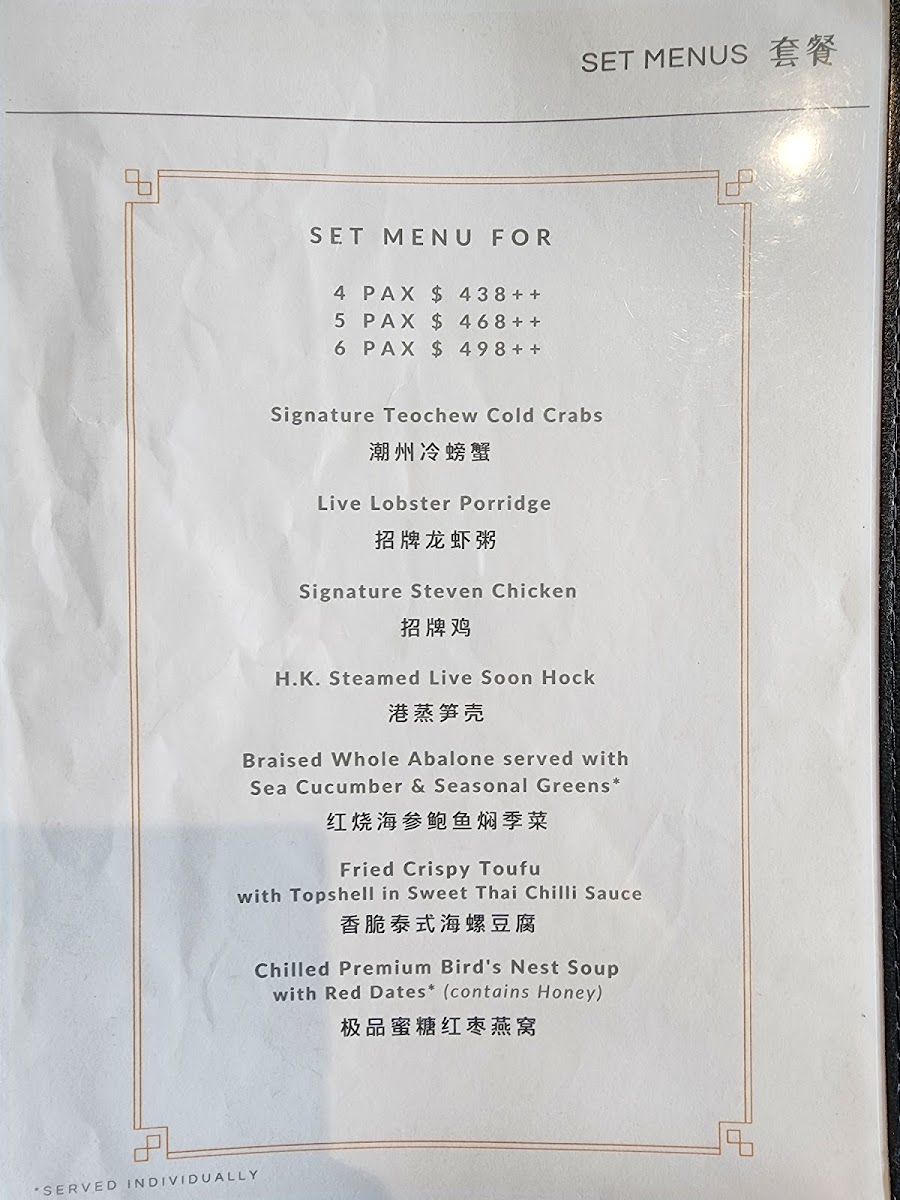 SET MENUS 套餐
SET MENU FOR
4 PAX $ 438++
5 PAX $ 468++
6 PAX $ 498++
Signature Teochew Cold Crabs
潮州冷螃蟹
Live Lobster Porridge
招牌龙虾粥
Signature Steven Chicken
招牌鸡
H.K. Steamed Live Soon Hock
港蒸笋壳
Braised Whole Abalone served with
Sea Cucumber & Seasonal Greens*
红烧海参鲍鱼焖季菜
Fried Crispy Toufu
with Topshell in Sweet Thai Chilli Sauce
香脆泰式海螺豆腐
Chilled Premium Bird's Nest Soup
with Red Dates* (contains Honey)
极品蜜糖红枣燕窝
*SERVED INDIVIDUALLY